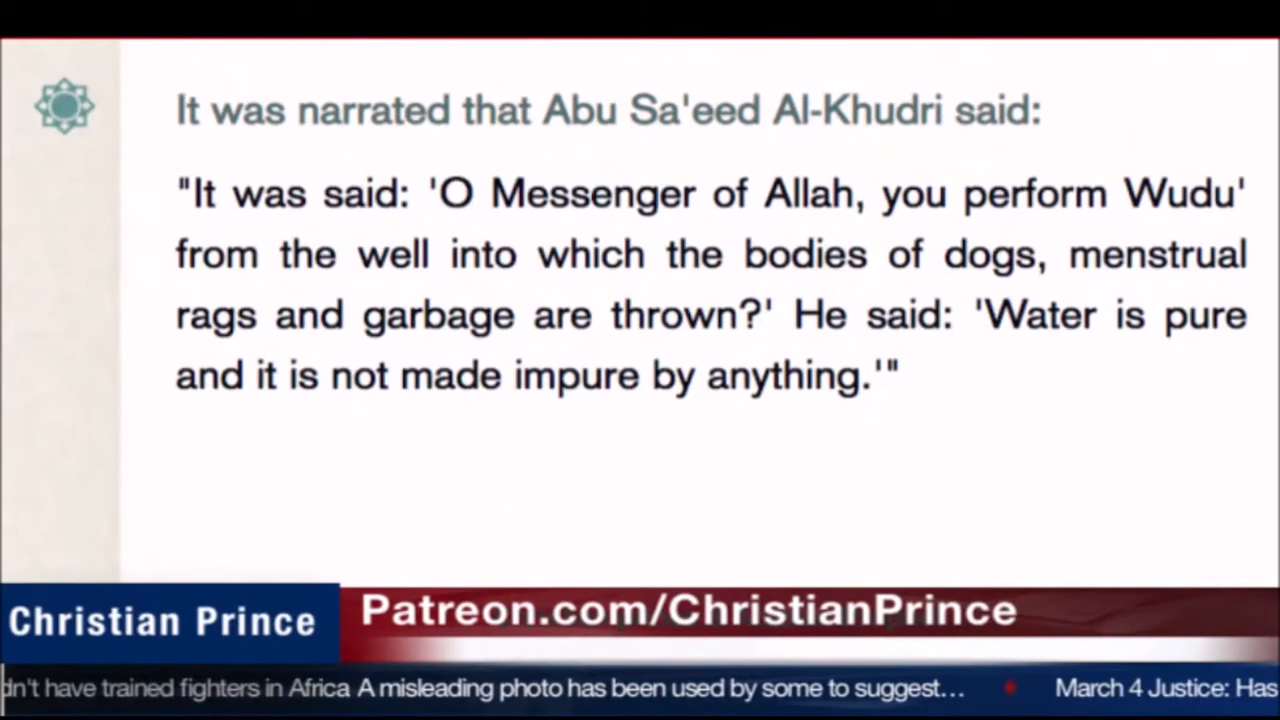 It was narrated that Abu Sa'eed Al-Khudri said:
"It was said: 'O Messenger of Allah, you perform Wudu'
from the well into which the bodies of dogs, menstrual
rags and garbage are thrown?' He said: 'Water is pure
and it is not made impure by anything.'"
Christian Prince
Patreon.com/ChristianPrince
dn't have trained fighters in Africa A misleading photo has been used by some to suggest… March 4 Justice: Has